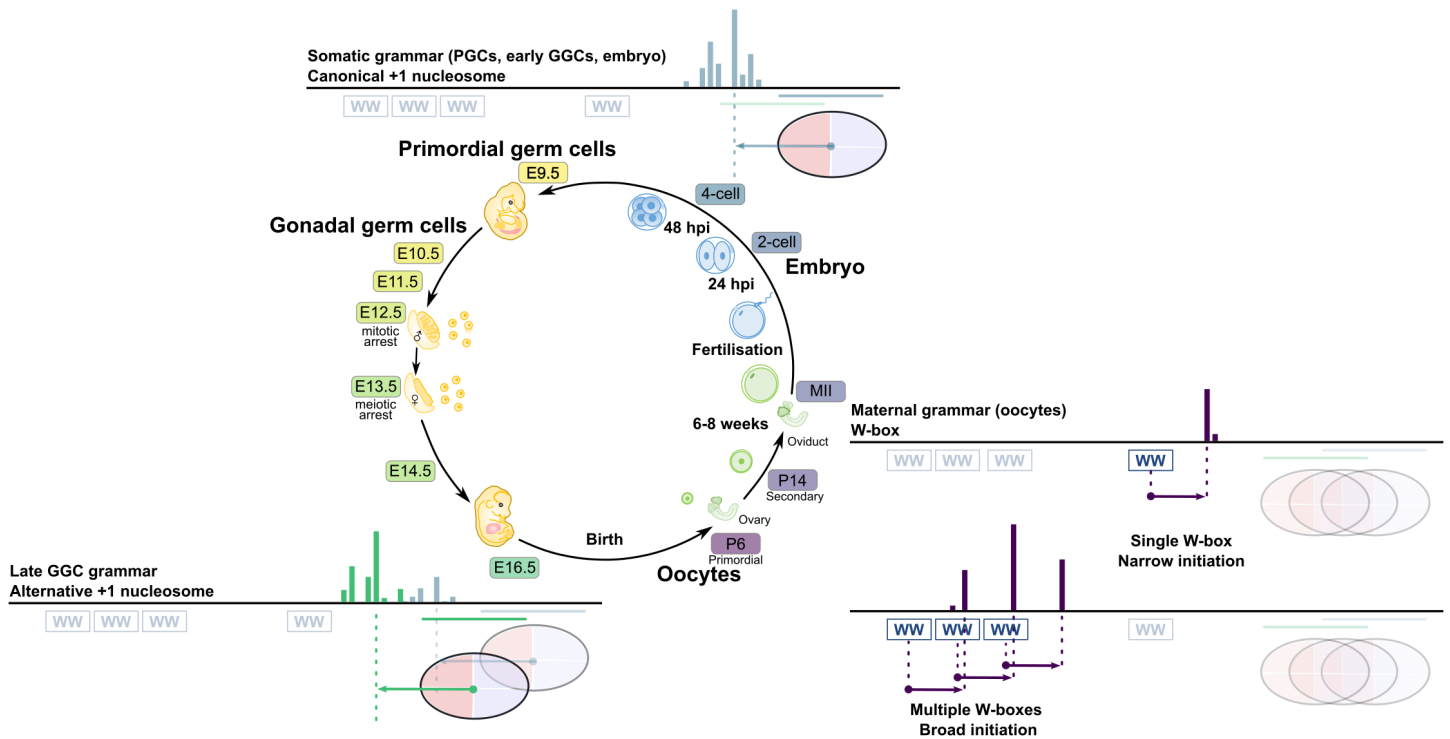 Somatic grammar (PGCs, early GGCs, embryo)
Canonical +1 nucleosome
WW WW WW WW
Primordial germ cells
E9.5
4-cell
48 hpi
Gonadal germ cells
E10.5
2-cell
Embryo
E11.5
24 hpi
E12.5
mitotic
arrest
♂
Fertilisation
E13.5
meiotic
arrest
♀
MII
6-8 weeks
Oviduct
Maternal grammar (oocytes)
W-box
WW WW WW WW
E14.5
P14
Secondary
Ovary
Birth
P6
Primordial
Oocytes
E16.5
Single W-box
Narrow initiation
Late GGC grammar
Alternative +1 nucleosome
WW WW WW WW
WW WW WW WW
Multiple W-boxes
Broad initiation